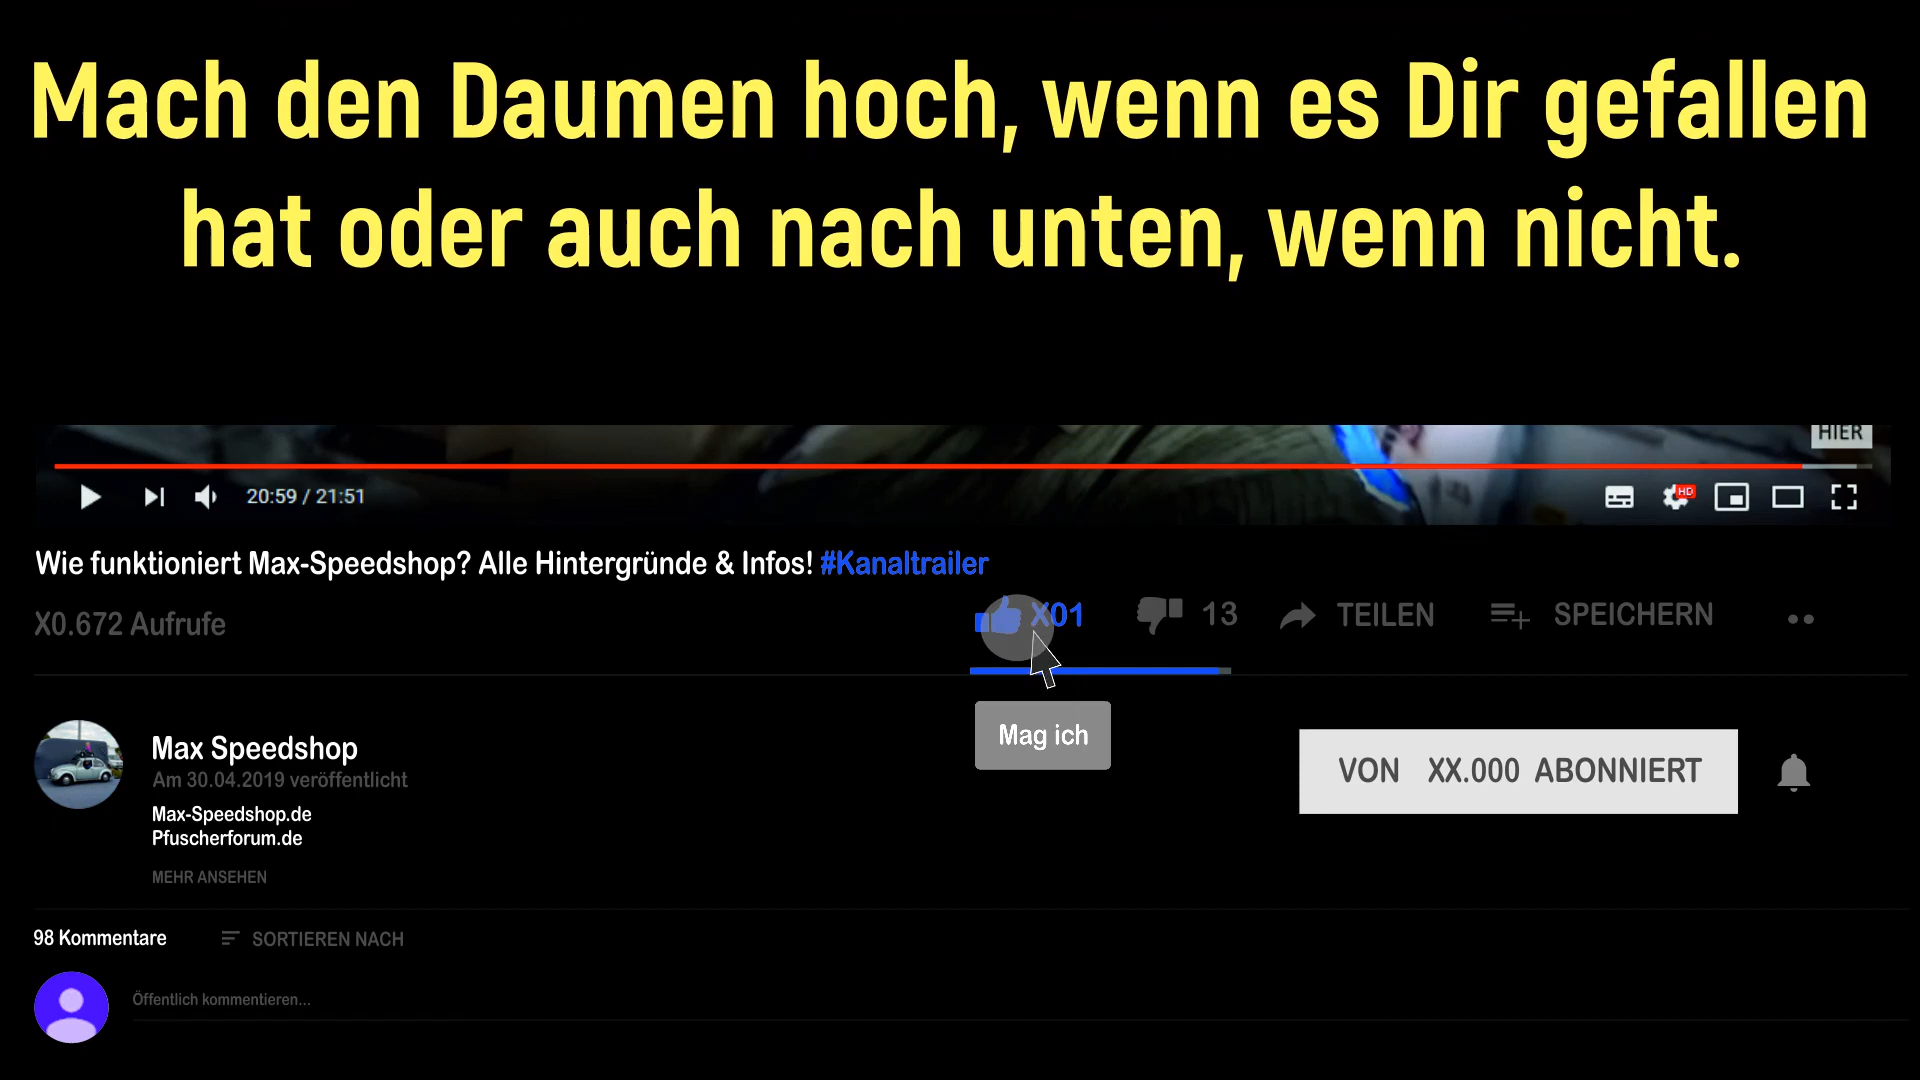 Mach den Daumen hoch, wenn es Dir gefallen
hat oder auch nach unten, wenn nicht.
HIER
20:59 / 21:51
HD
Wie funktioniert Max-Speedshop? Alle Hintergründe & Infos! #Kanaltrailer
X0.672 Aufrufe
X01 13 TEILEN SPEICHERN
Mag ich
Max Speedshop
Am 30.04.2019 veröffentlicht
Max-Speedshop.de
Pfuscherforum.de
MEHR ANSEHEN
VON XX.000 ABONNIERT
98 Kommentare SORTIEREN NACH
Öffentlich kommentieren...